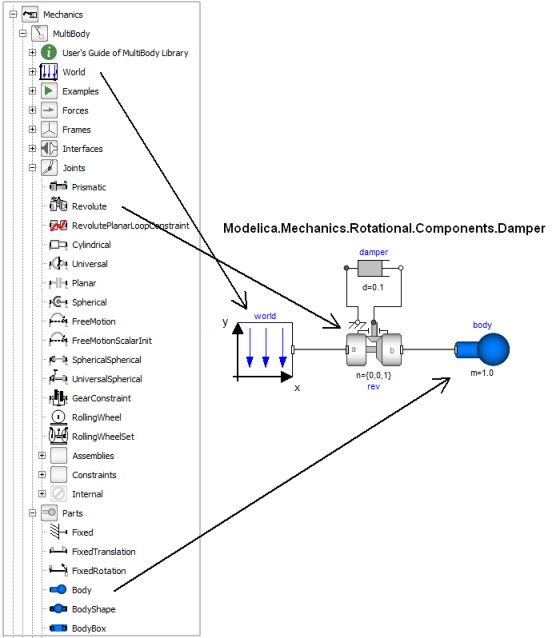 Mechanics
MultiBody
User's Guide of MultiBody Library
World
Examples
Forces
Frames
Interfaces
Joints
Prismatic
Revolute
RevolutePlanarLoopConstraint
Cylindrical
Universal
Planar
Spherical
FreeMotion
FreeMotionScalarInit
SphericalSpherical
UniversalSpherical
GearConstraint
RollingWheel
RollingWheelSet
Assemblies
Constraints
Internal
Parts
Fixed
FixedTranslation
FixedRotation
Body
BodyShape
BodyBox
Modelica.Mechanics.Rotational.Components.Damper
damper
d=0.1
world
y
x
a
b
n={0,0,1}
rev
body
m=1.0